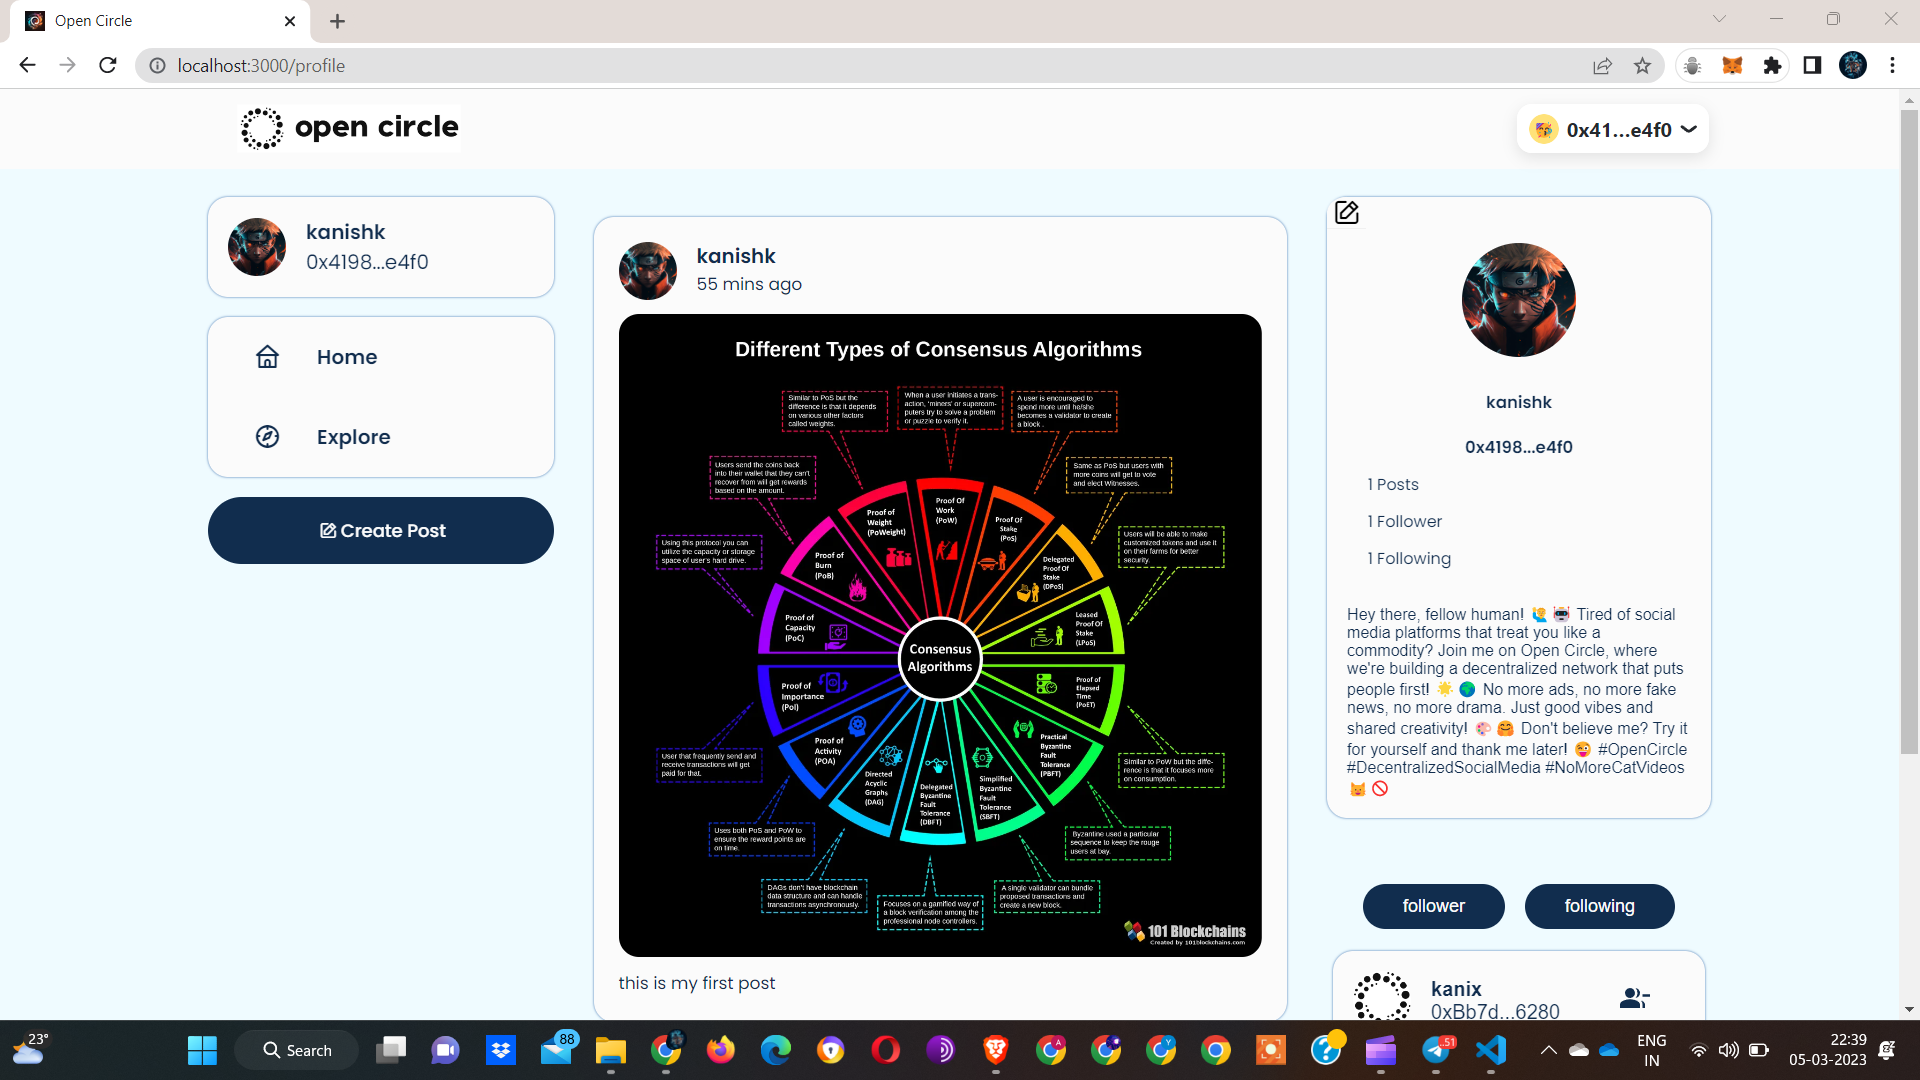 Open Circle
localhost:3000/profile
open circle
0x41...e4f0
kanishk
0x4198...e4f0
Home
Explore
Create Post
kanishk
55 mins ago
Different Types of Consensus Algorithms
Similar to PoS but the
difference is that it depends
on various other factors
called weights.
When a user initiates a trans-
action, 'miners' or supercom-
puters try to solve a problem
or puzzle to verify it.
A user is encouraged to
spend more until he/she
becomes a validator to create
a block .
Users send the coins back
into their wallet that they can't
recover from will get rewards
based on the amount.
Same as PoS but users with
more coins will get to vote
and elect Witnesses.
Using this protocol you can
utilize the capacity or storage
space of user's hard drive.
Users will be able to make
customized tokens and use it
on their farms for better
security.
Proof of
Weight
(PoWeight)
Proof Of
Work
(PoW)
Proof Of
Stake
(PoS)
Proof of
Burn
(PoB)
Delegated
Proof Of
Stake
(DPoS)
Proof of
Capacity
(PoC)
Leased
Proof Of
Stake
(LPoS)
Consensus
Algorithms
Proof of
Importance
(PoI)
Proof of
Elapsed
Time
(PoET)
Proof of
Activity
(POA)
Practical
Byzantine
Fault
Tolerance
(PBFT)
Directed
Acyclic
Graphs
(DAG)
Delegated
Byzantine
Fault
Tolerance
(DBFT)
Simplified
Byzantine
Fault
Tolerance
(SBFT)
User that frequently send and
receive transactions will get
paid for that.
Similar to PoW but the diffe-
rence is that it focuses more
on consumption.
Uses both PoS and PoW to
ensure the reward points are
on time.
Byzantine used a particular
sequence to keep the rouge
users at bay.
DAGs don't have blockchain
data structure and can handle
transactions asynchronously.
Focuses on a gamified way of
a block verification among the
professional node controllers.
A single validator can bundle
proposed transactions and
create a new block.
101 Blockchains
Created by 101blockchains.com
this is my first post
kanishk
0x4198...e4f0
1 Posts
1 Follower
1 Following
Hey there, fellow human! 🙋 🤖 Tired of social
media platforms that treat you like a
commodity? Join me on Open Circle, where
we're building a decentralized network that puts
people first! 🌟 🌍 No more ads, no more fake
news, no more drama. Just good vibes and
shared creativity! 🎨 🤗 Don't believe me? Try it
for yourself and thank me later! 😜 #OpenCircle
#DecentralizedSocialMedia #NoMoreCatVideos
😼 🚫
follower
following
kanix
0xBb7d...6280
23°
Search
88
51
ENG
IN
22:39
05-03-2023